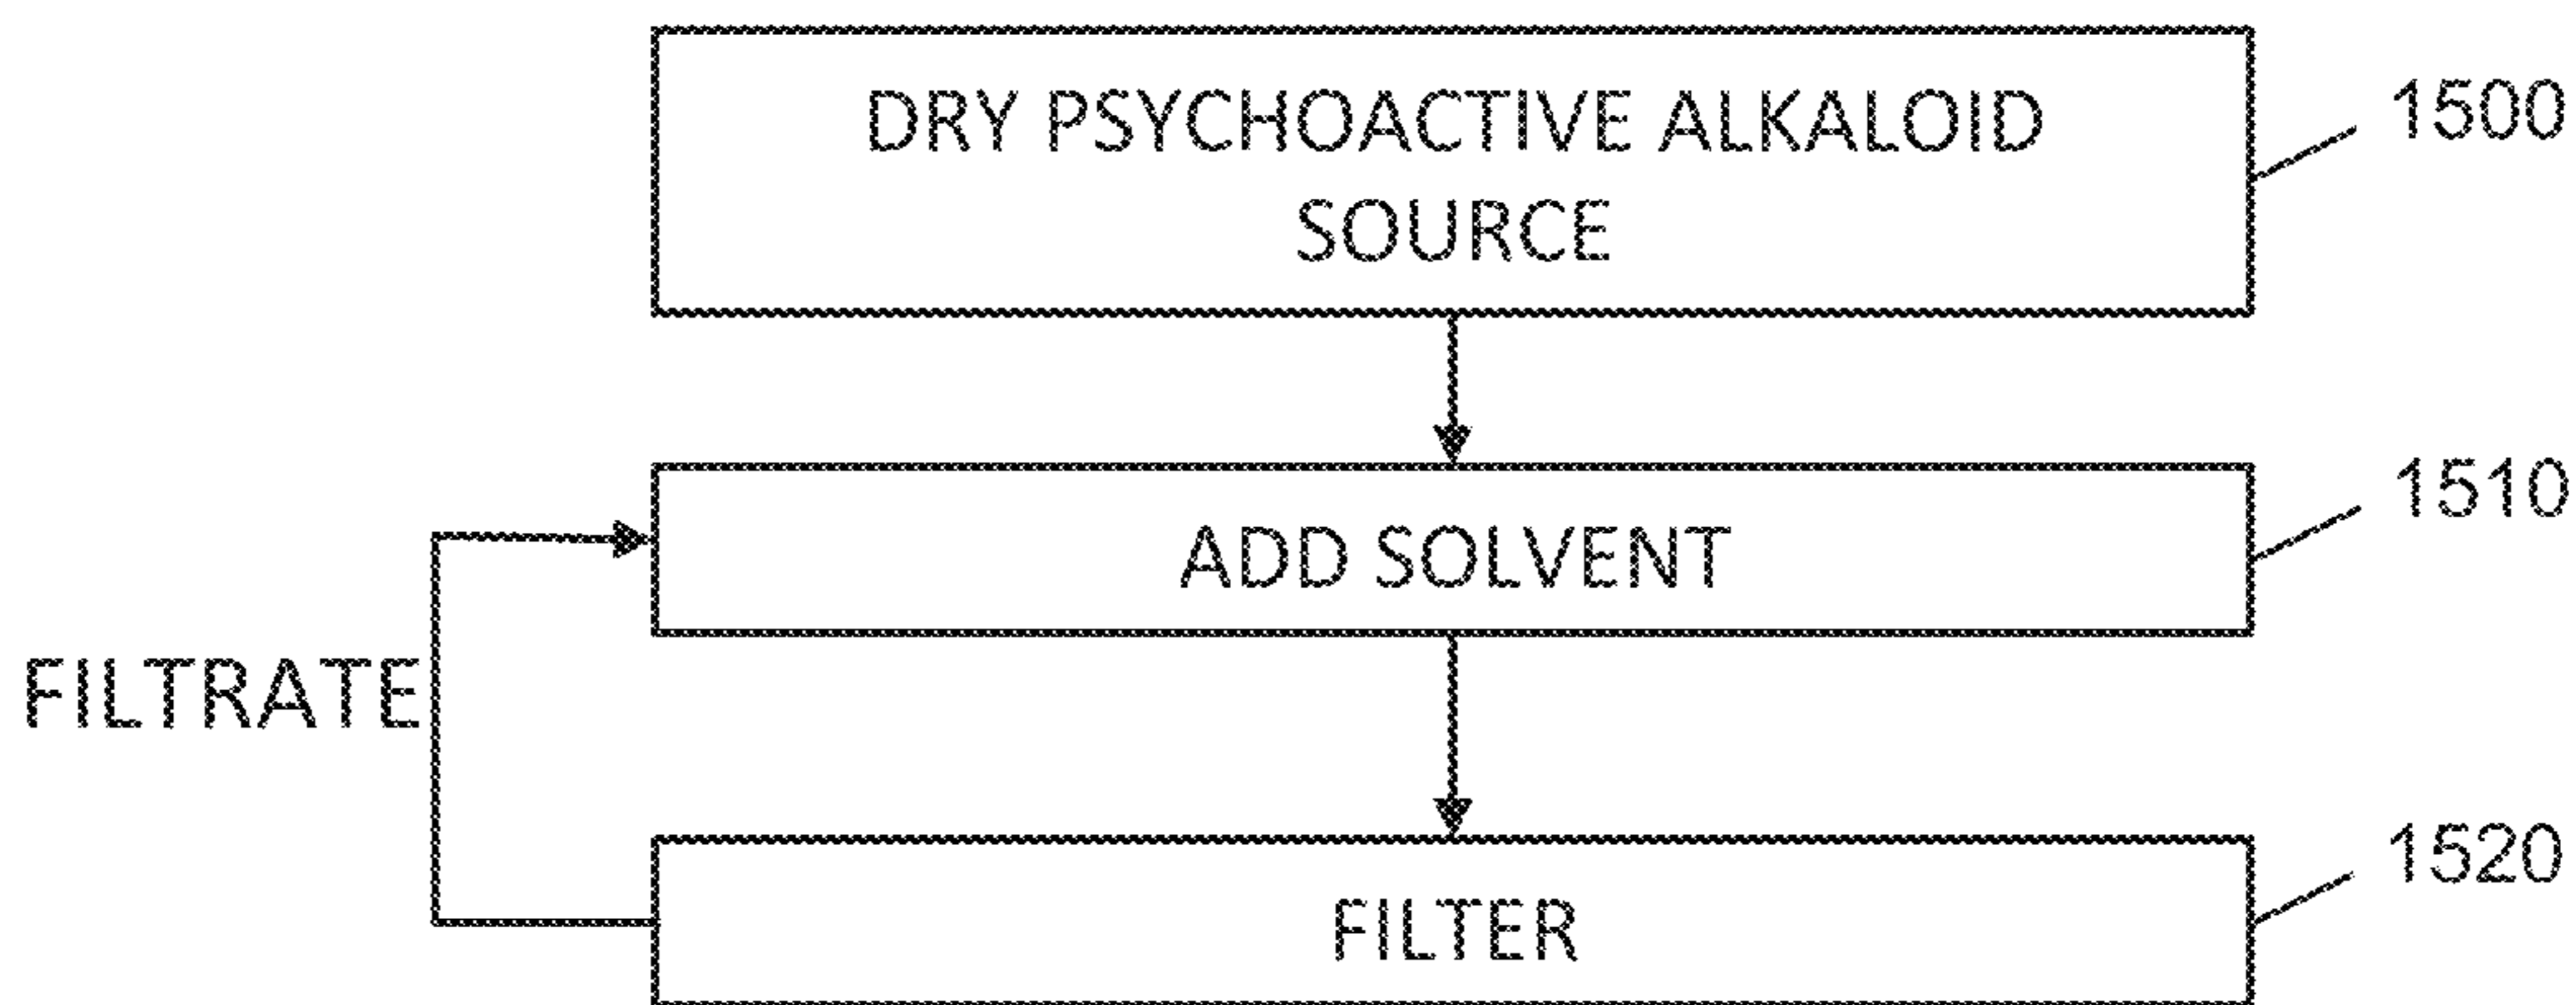 DRY PSYCHOACTIVE ALKALOID
SOURCE
1500
ADD SOLVENT
1510
FILTRATE
FILTER
1520